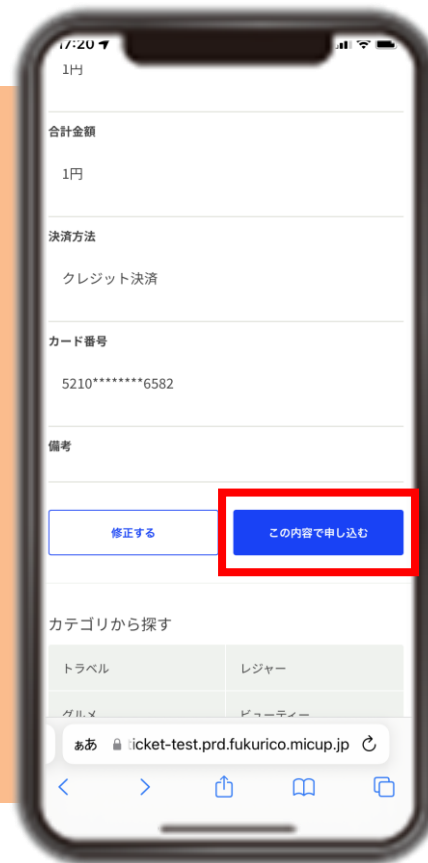 17:20
1円
合計金額
1円
決済方法
クレジット決済
カード番号
5210********6582
備考
修正する
この内容で申し込む
カテゴリから探す
トラベル
レジャー
グルメ
ビューティー
ぁあ
icket-test.prd.fukurico.micup.jp